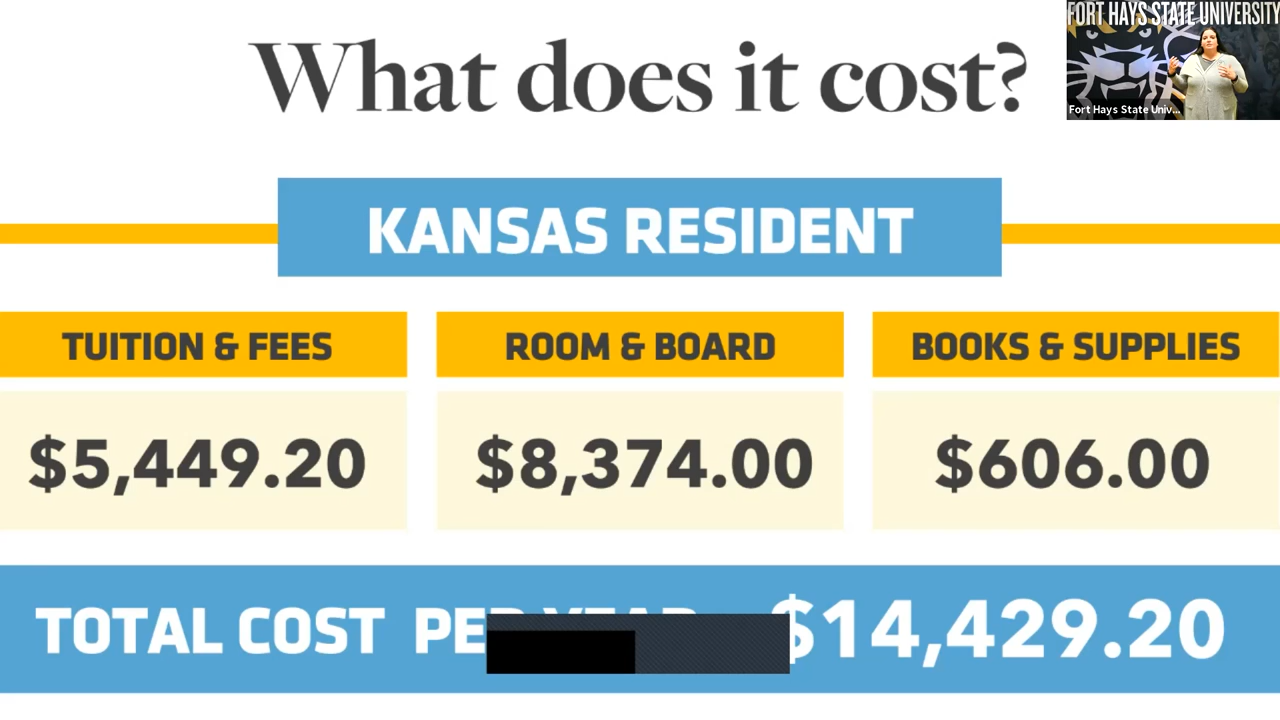 FORT HAYS STATE UNIVERSITY
Fort Hays State Univ...
What does it cost?
KANSAS RESIDENT
TUITION & FEES
ROOM & BOARD
BOOKS & SUPPLIES
$5,449.20
$8,374.00
$606.00
TOTAL COST $14,429.20